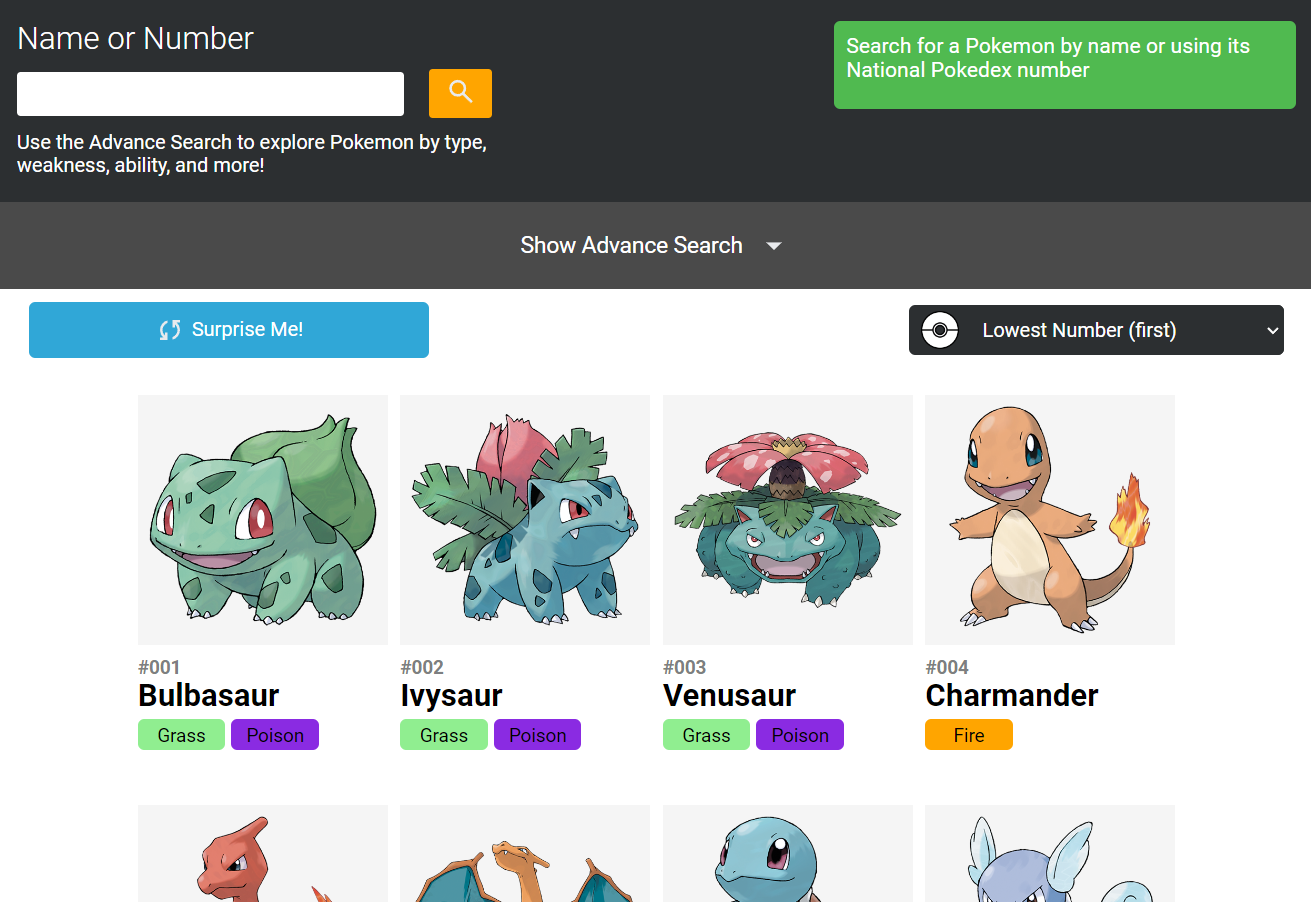 Name or Number
Search for a Pokemon by name or using its
National Pokedex number
Use the Advance Search to explore Pokemon by type,
weakness, ability, and more!
Show Advance Search
Surprise Me!
Lowest Number (first)
#001
Bulbasaur
Grass
Poison
#002
Ivysaur
Grass
Poison
#003
Venusaur
Grass
Poison
#004
Charmander
Fire